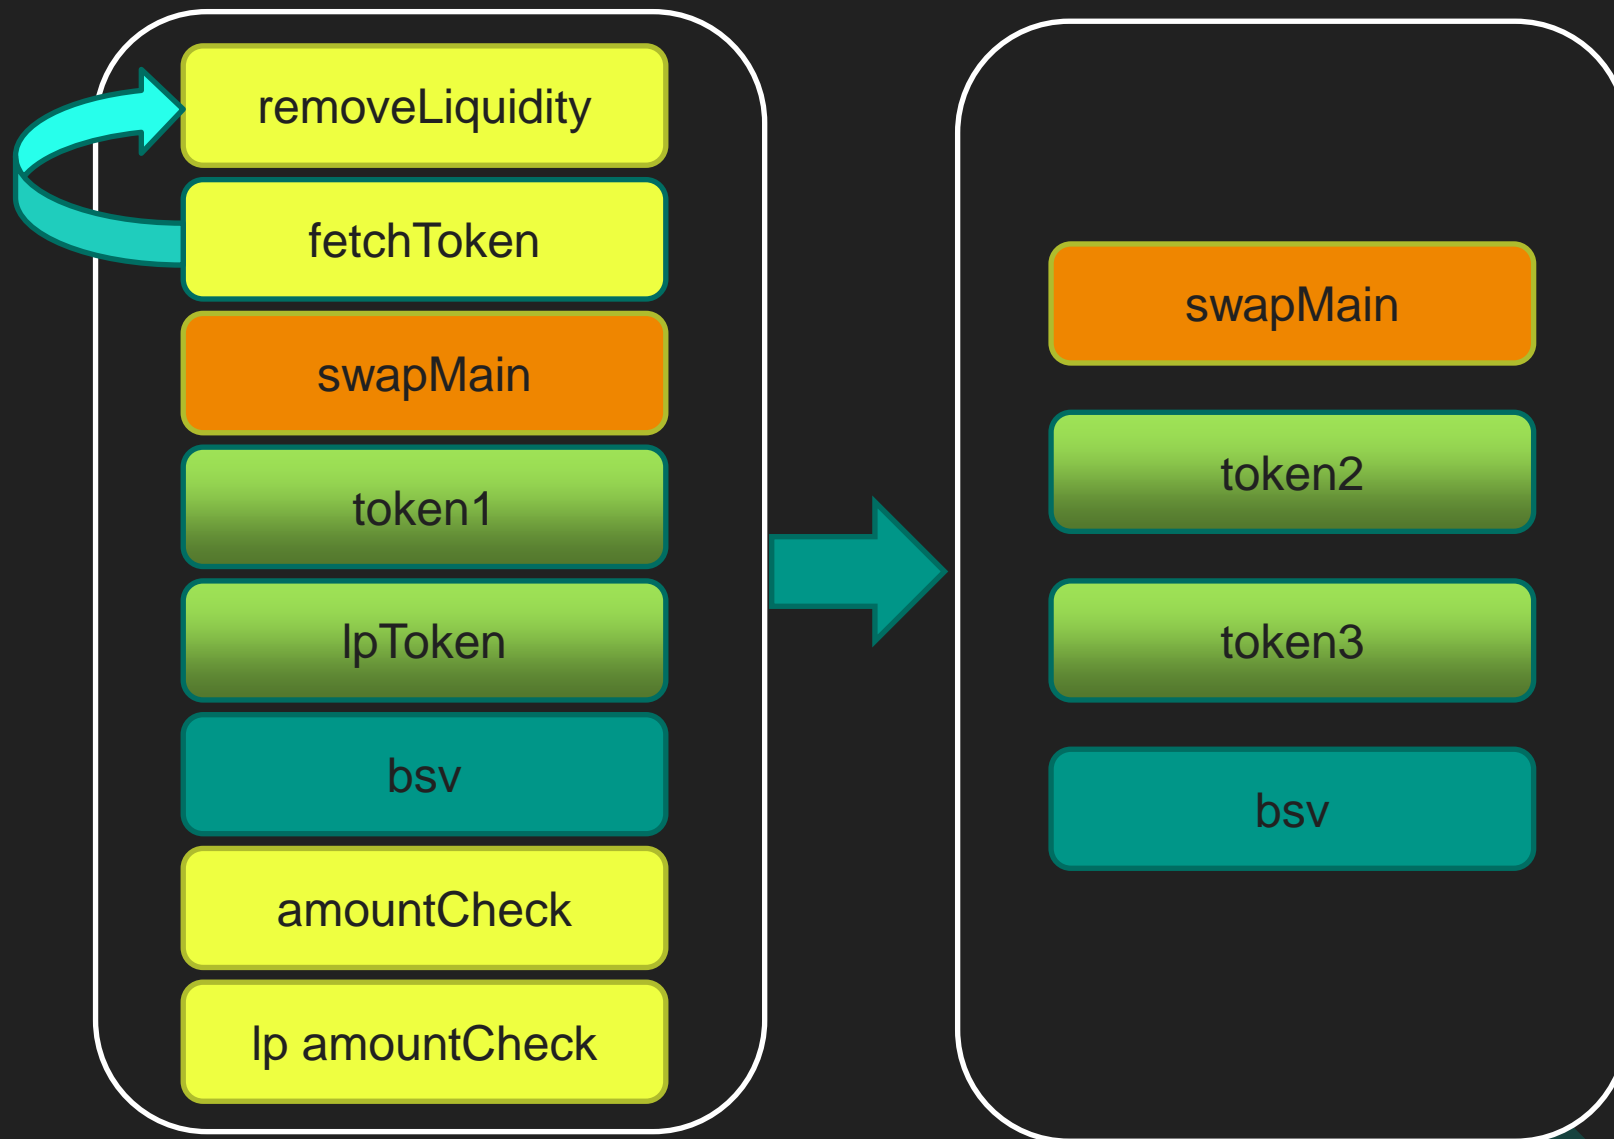 removeLiquidity
fetchToken
swapMain
token1
lpToken
bsv
amountCheck
lp amountCheck
swapMain
token2
token3
bsv